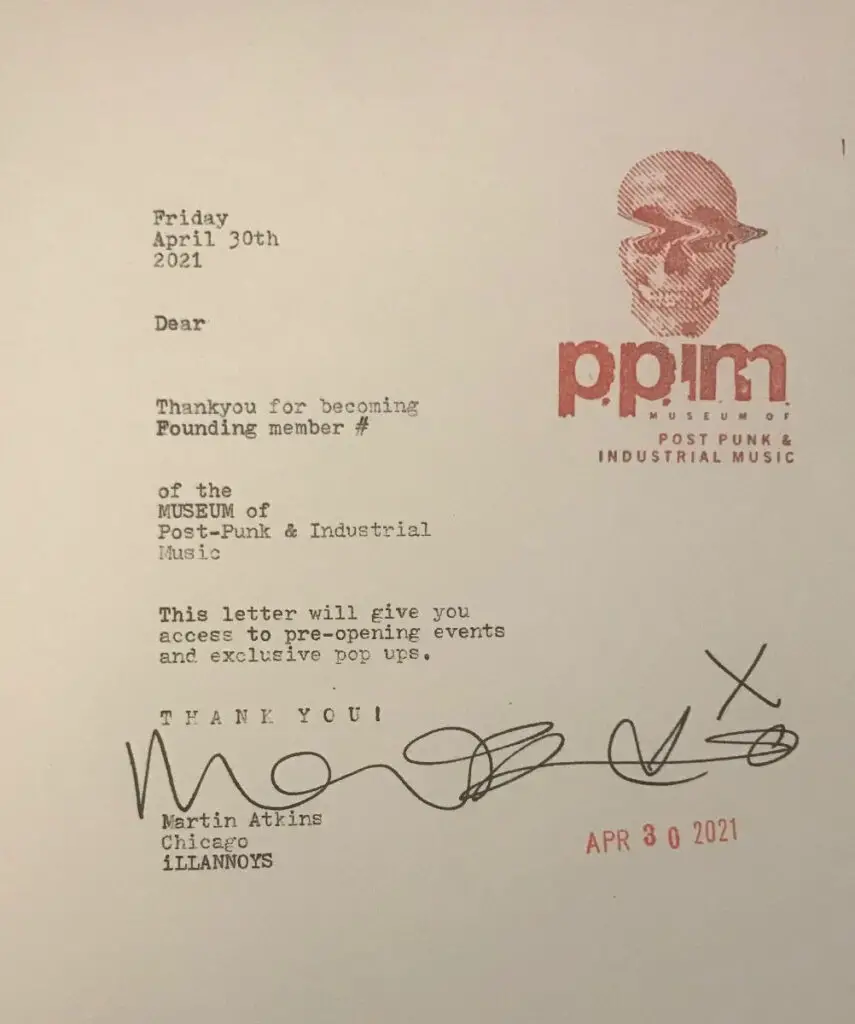 Friday
April 30th
2021
Dear
Thankyou for becoming
Founding member #
of the
MUSEUM of
Post-Punk & Industrial
Music
This letter will give you
access to pre-opening events
and exclusive pop ups.
THANK YOU!
Martin Atkins
Chicago
iLLANNOYS
p.p.i.m.
MUSEUM OF
POST PUNK &
INDUSTRIAL MUSIC
X
APR 30 2021